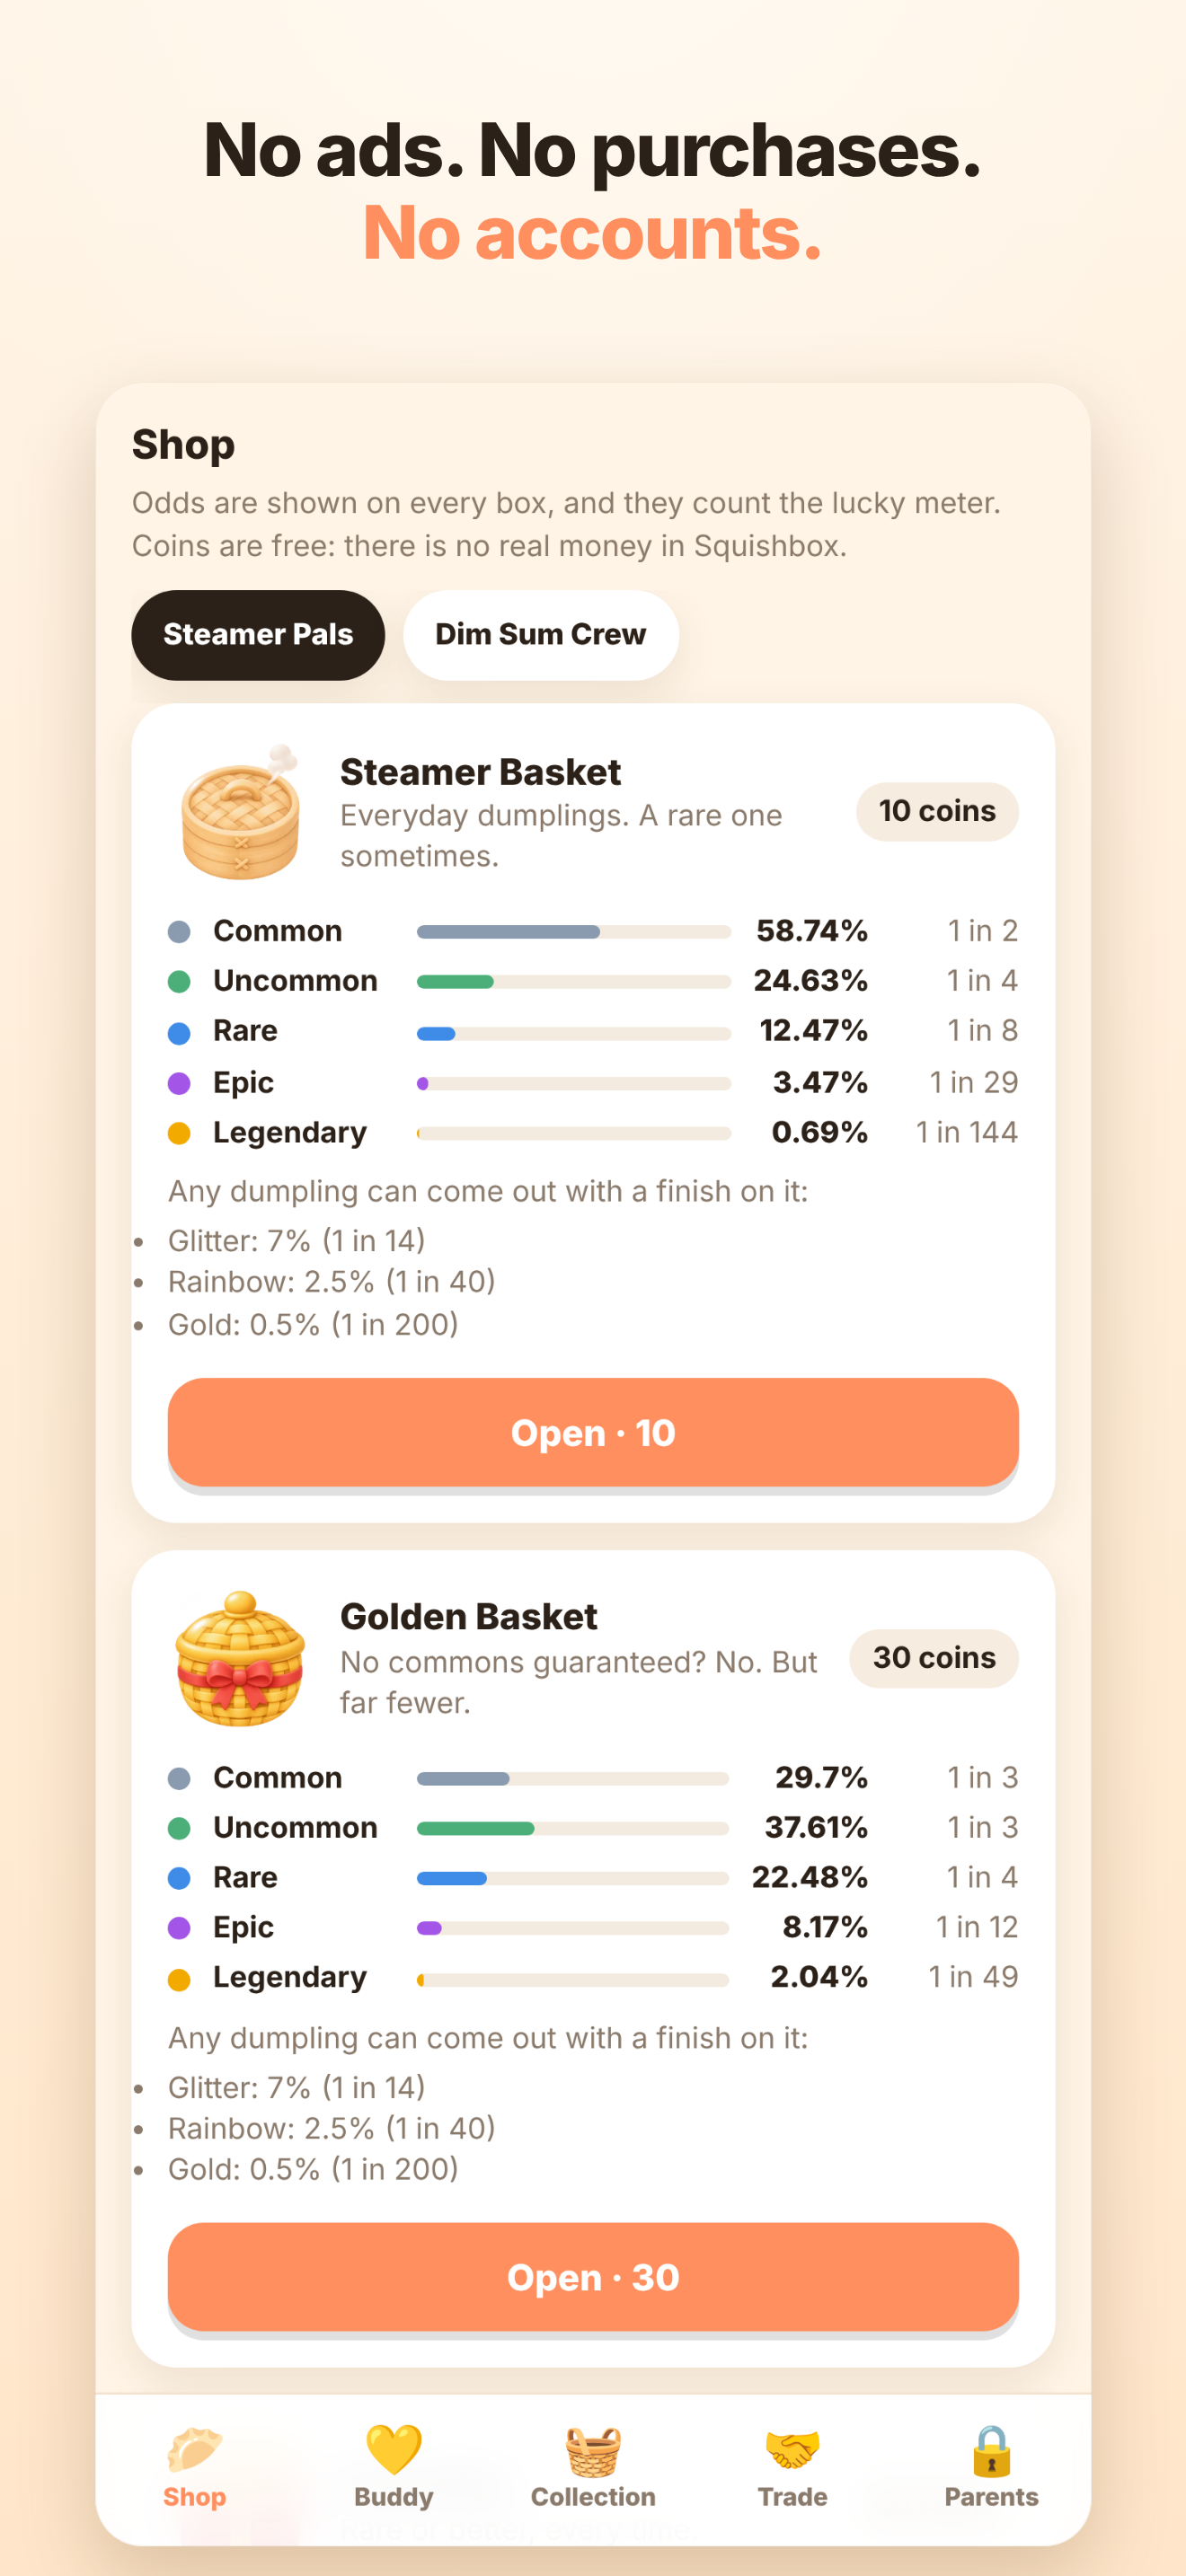 No ads. No purchases.
No accounts.
Shop
Odds are shown on every box, and they count the lucky meter.
Coins are free: there is no real money in Squishbox.
Steamer Pals
Dim Sum Crew
Steamer Basket
Everyday dumplings. A rare one
sometimes.
10 coins
Common 58.74% 1 in 2
Uncommon 24.63% 1 in 4
Rare 12.47% 1 in 8
Epic 3.47% 1 in 29
Legendary 0.69% 1 in 144
Any dumpling can come out with a finish on it:
• Glitter: 7% (1 in 14)
• Rainbow: 2.5% (1 in 40)
• Gold: 0.5% (1 in 200)
Open · 10
Golden Basket
No commons guaranteed? No. But
far fewer.
30 coins
Common 29.7% 1 in 3
Uncommon 37.61% 1 in 3
Rare 22.48% 1 in 4
Epic 8.17% 1 in 12
Legendary 2.04% 1 in 49
Any dumpling can come out with a finish on it:
• Glitter: 7% (1 in 14)
• Rainbow: 2.5% (1 in 40)
• Gold: 0.5% (1 in 200)
Open · 30
Shop
Buddy
Collection
Trade
Parents
Rare or better, every time.